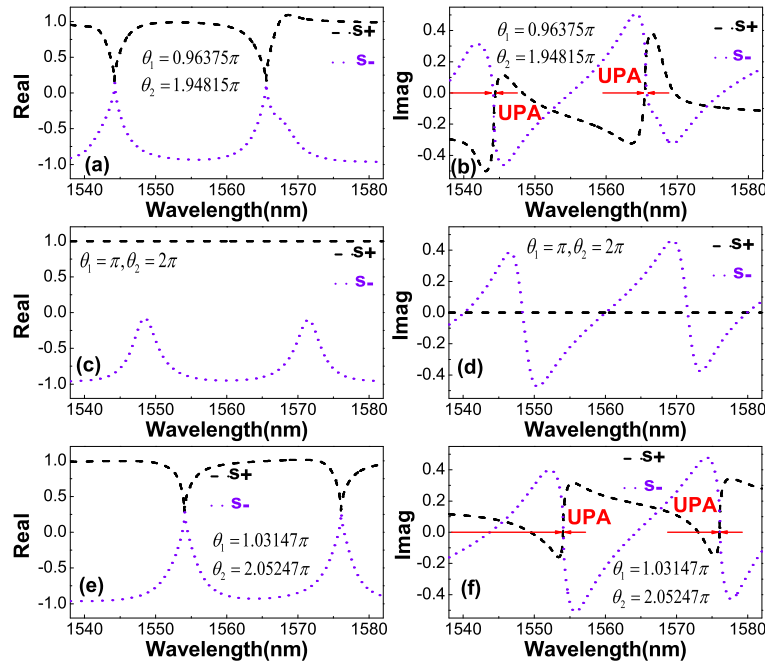 1.0
0.5
0.0
-0.5
-1.0
Real
s+
s-
θ1 = 0.96375π
θ2 = 1.94815π
(a)
1540 1550 1560 1570 1580
Wavelength(nm)
0.4
0.2
0.0
-0.2
-0.4
Imag
θ1 = 0.96375π
θ2 = 1.94815π
s+
s-
UPA
UPA
(b)
1540 1550 1560 1570 1580
Wavelength(nm)
1.0
0.5
0.0
-0.5
-1.0
Real
θ1 = π, θ2 = 2π
s+
s-
(c)
1540 1550 1560 1570 1580
Wavelength(nm)
0.4
0.2
0.0
-0.2
-0.4
Imag
θ1 = π, θ2 = 2π
s+
s-
(d)
1540 1550 1560 1570 1580
Wavelength(nm)
1.0
0.5
0.0
-0.5
-1.0
Real
s+
s-
θ1 = 1.03147π
θ2 = 2.05247π
(e)
1540 1550 1560 1570 1580
Wavelength(nm)
0.4
0.2
0.0
-0.2
-0.4
Imag
s+
s-
UPA
UPA
θ1 = 1.03147π
θ2 = 2.05247π
(f)
1540 1550 1560 1570 1580
Wavelength(nm)